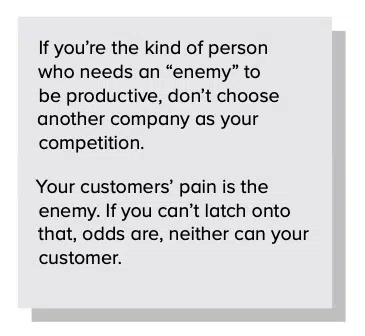 If you’re the kind of person
who needs an “enemy” to
be productive, don’t choose
another company as your
competition.
Your customers’ pain is the
enemy. If you can’t latch onto
that, odds are, neither can your
customer.